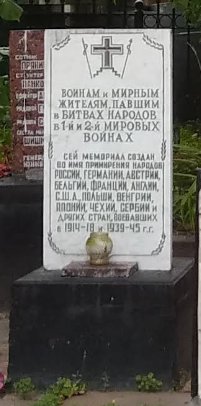 ВОИНАМ и МИРНЫМ
ЖИТЕЛЯМ, ПАВШИМ
в БИТВАХ НАРОДОВ
в 1-й и 2-й МИРОВЫХ
ВОЙНАХ
СЕЙ МЕМОРИАЛ СОЗДАН
ВО ИМЯ ПРИМИРЕНИЯ НАРОДОВ:
РОССИИ, ГЕРМАНИИ, АВСТРИИ,
БЕЛЬГИИ, ФРАНЦИИ, АНГЛИИ,
С.Ш.А., ПОЛЬШИ, ВЕНГРИИ,
ЯПОНИИ, ЧЕХИИ, СЕРБИИ и
ДРУГИХ СТРАН, ВОЕВАВШИХ
в 1914-18 и 1939-45 г.г.